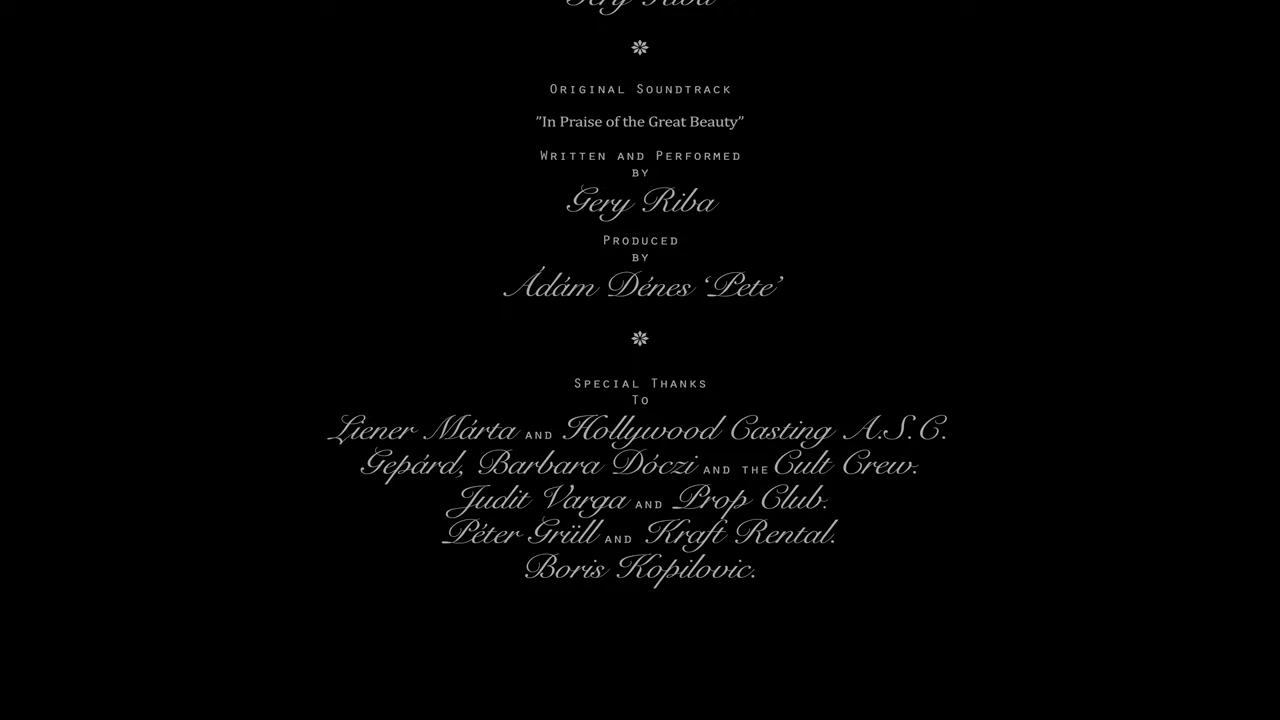 Gery Riba
Original Soundtrack
"In Praise of the Great Beauty"
Written and Performed
by
Gery Riba
Produced
by
Ádám Dénes ‘Pete’
Special Thanks
To
Liener Márta and Hollywood Casting A.S.C.
Gepárd, Barbara Dóczi and the Cult Crew.
Judit Varga and Prop Club.
Péter Grüll and Kraft Rental.
Boris Kopilovic.